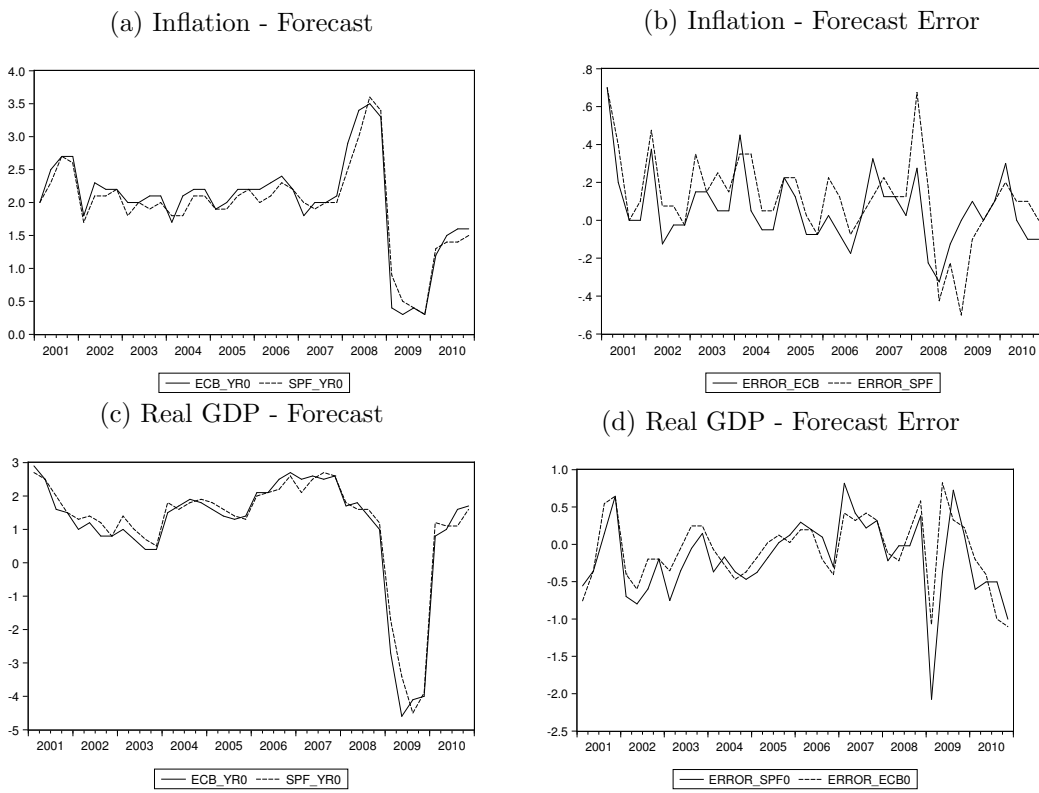 (a) Inflation - Forecast
4.0
3.5
3.0
2.5
2.0
1.5
1.0
0.5
0.0
2001 2002 2003 2004 2005 2006 2007 2008 2009 2010
ECB_YR0 SPF_YR0
(b) Inflation - Forecast Error
.8
.6
.4
.2
.0
-.2
-.4
-.6
2001 2002 2003 2004 2005 2006 2007 2008 2009 2010
ERROR_ECB ERROR_SPF
(c) Real GDP - Forecast
3
2
1
0
-1
-2
-3
-4
-5
2001 2002 2003 2004 2005 2006 2007 2008 2009 2010
ECB_YR0 SPF_YR0
(d) Real GDP - Forecast Error
1.0
0.5
0.0
-0.5
-1.0
-1.5
-2.0
-2.5
2001 2002 2003 2004 2005 2006 2007 2008 2009 2010
ERROR_SPF0 ERROR_ECB0